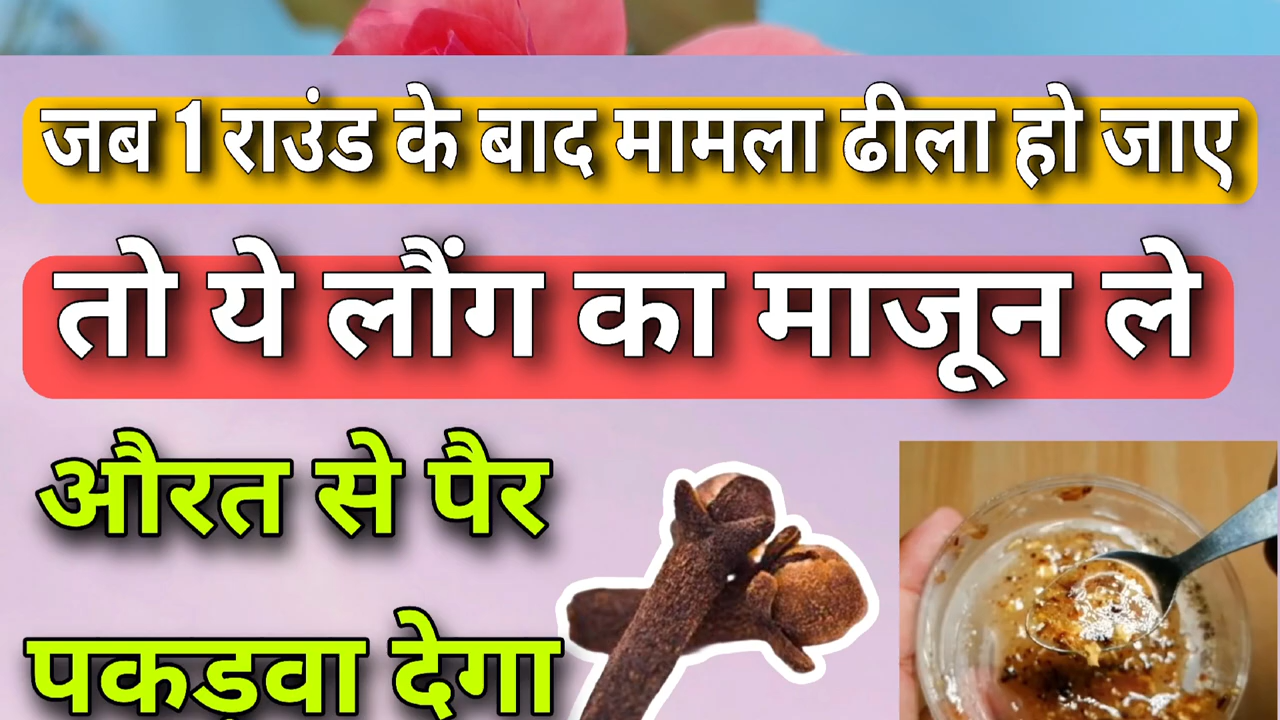 जब 1 राउंड के बाद मामला ढीला हो जाए
तो ये लौंग का माजून ले
औरत से पैर
पकड़वा देगा